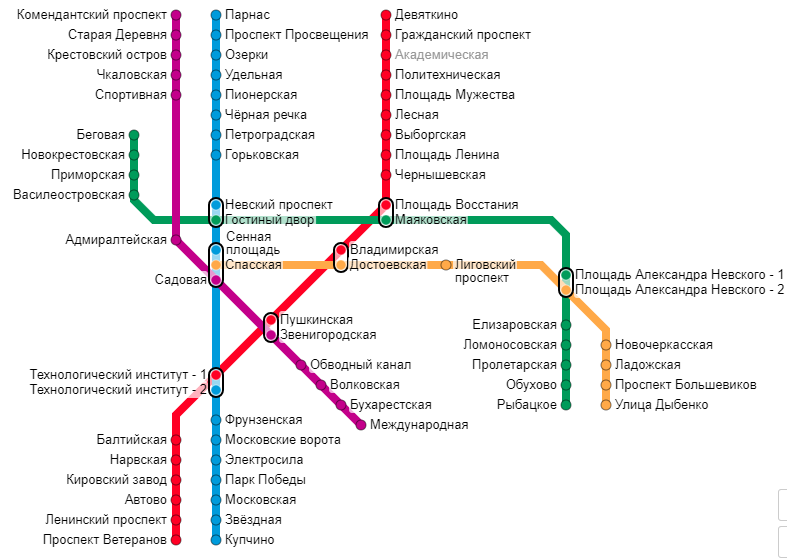 Комендантский проспект
Старая Деревня
Крестовский остров
Чкаловская
Спортивная
Беговая
Новокрестовская
Приморская
Василеостровская
Адмиралтейская
Садовая
Технологический институт - 1
Технологический институт - 2
Балтийская
Нарвская
Кировский завод
Автово
Ленинский проспект
Проспект Ветеранов
Парнас
Проспект Просвещения
Озерки
Удельная
Пионерская
Чёрная речка
Петроградская
Горьковская
Невский проспект
Гостиный двор
Сенная
площадь
Спасская
Фрунзенская
Московские ворота
Электросила
Парк Победы
Московская
Звёздная
Купчино
Девяткино
Гражданский проспект
Академическая
Политехническая
Площадь Мужества
Лесная
Выборгская
Площадь Ленина
Чернышевская
Площадь Восстания
Маяковская
Владимирская
Достоевская
Лиговский
проспект
Пушкинская
Звенигородская
Обводный канал
Волковская
Бухарестская
Международная
Площадь Александра Невского - 1
Площадь Александра Невского - 2
Елизаровская
Ломоносовская
Пролетарская
Обухово
Рыбацкое
Новочеркасская
Ладожская
Проспект Большевиков
Улица Дыбенко